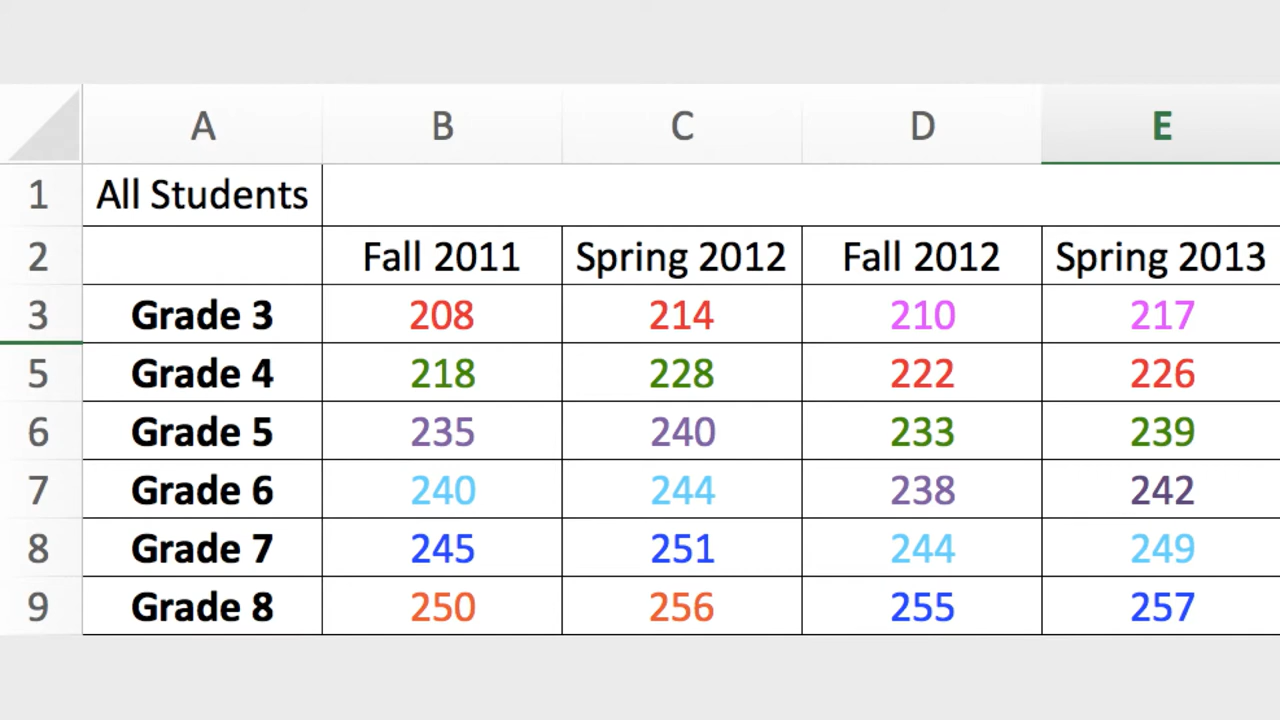 A B C D E
1 All Students
2 Fall 2011 Spring 2012 Fall 2012 Spring 2013
3 Grade 3 208 214 210 217
5 Grade 4 218 228 222 226
6 Grade 5 235 240 233 239
7 Grade 6 240 244 238 242
8 Grade 7 245 251 244 249
9 Grade 8 250 256 255 257